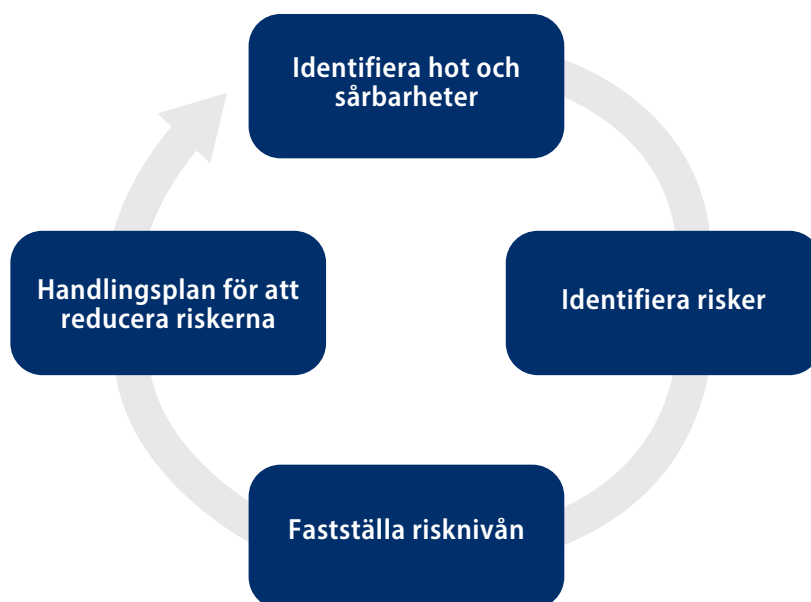 Identifiera hot och
sårbarheter
Identifiera risker
Fastställa risknivån
Handlingsplan för att
reducera riskerna